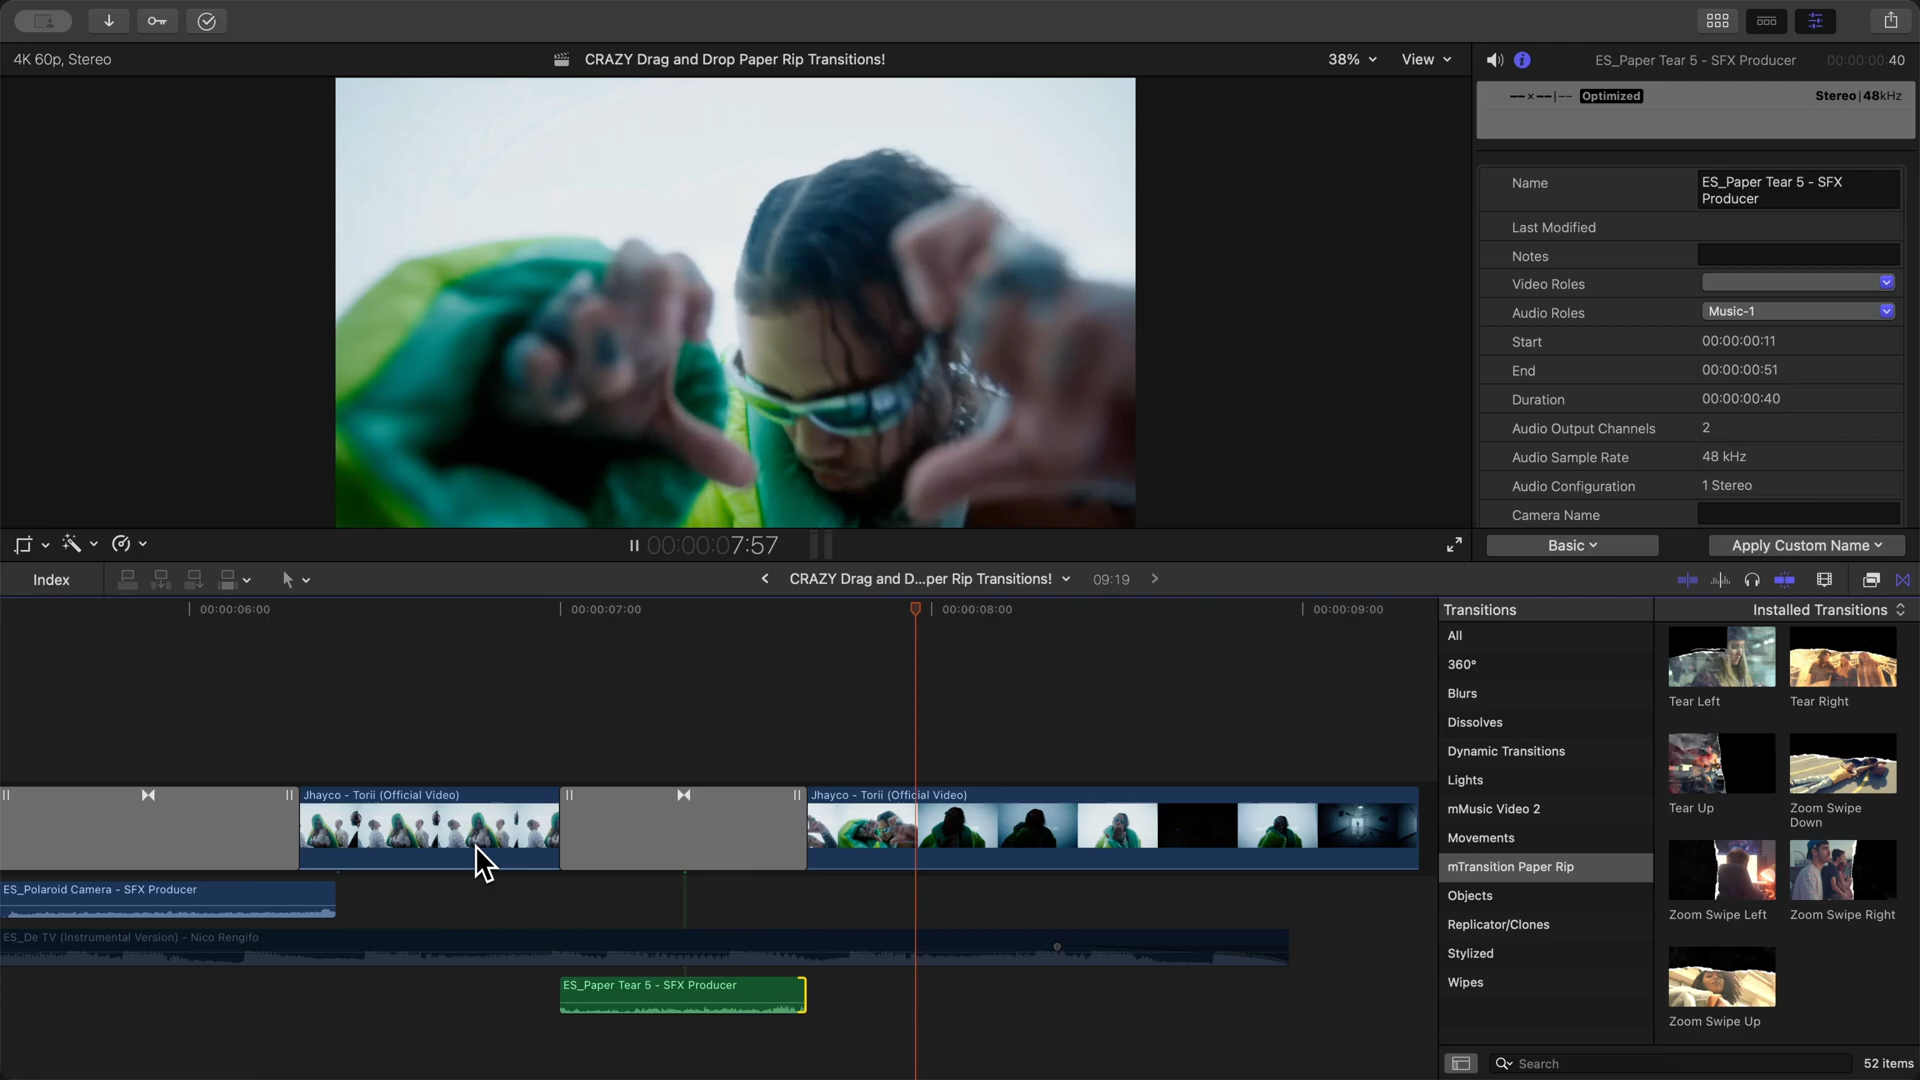 4K 60p, Stereo
CRAZY Drag and Drop Paper Rip Transitions!
38%
View
ES_Paper Tear 5 - SFX Producer
00:00:00:40
Optimized
Stereo|48kHz
Name
ES_Paper Tear 5 - SFX
Producer
Last Modified
Notes
Video Roles
Audio Roles
Music-1
Start
00:00:00:11
End
00:00:00:51
Duration
00:00:00:40
Audio Output Channels
2
Audio Sample Rate
48 kHz
Audio Configuration
1 Stereo
Camera Name
00:00:07:57
Basic
Apply Custom Name
Index
CRAZY Drag and D...per Rip Transitions!
09:19
00:00:06:00
00:00:07:00
00:00:08:00
00:00:09:00
Transitions
Installed Transitions
All
360°
Blurs
Dissolves
Dynamic Transitions
Lights
mMusic Video 2
Movements
mTransition Paper Rip
Objects
Replicator/Clones
Stylized
Wipes
Tear Left
Tear Right
Tear Up
Zoom Swipe
Down
Zoom Swipe Left
Zoom Swipe Right
Zoom Swipe Up
Jhayco - Torii (Official Video)
Jhayco - Torii (Official Video)
ES_Polaroid Camera - SFX Producer
ES_De TV (Instrumental Version) - Nico Rengifo
ES_Paper Tear 5 - SFX Producer
Search
52 items